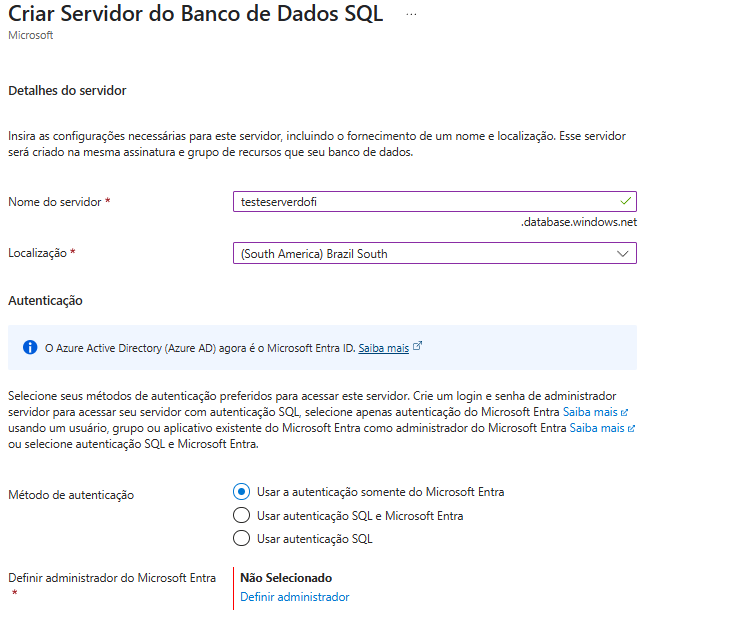 Criar Servidor do Banco de Dados SQL ...
Microsoft
Detalhes do servidor
Insira as configurações necessárias para este servidor, incluindo o fornecimento de um nome e localização. Esse servidor
será criado na mesma assinatura e grupo de recursos que seu banco de dados.
Nome do servidor * testeserverdofi
.database.windows.net
Localização * (South America) Brazil South
Autenticação
O Azure Active Directory (Azure AD) agora é o Microsoft Entra ID. Saiba mais
Selecione seus métodos de autenticação preferidos para acessar este servidor. Crie um login e senha de administrador
servidor para acessar seu servidor com autenticação SQL, selecione apenas autenticação do Microsoft Entra Saiba mais
usando um usuário, grupo ou aplicativo existente do Microsoft Entra como administrador do Microsoft Entra Saiba mais
ou selecione autenticação SQL e Microsoft Entra.
Método de autenticação
Usar a autenticação somente do Microsoft Entra
Usar autenticação SQL e Microsoft Entra
Usar autenticação SQL
Definir administrador do Microsoft Entra *
Não Selecionado
Definir administrador